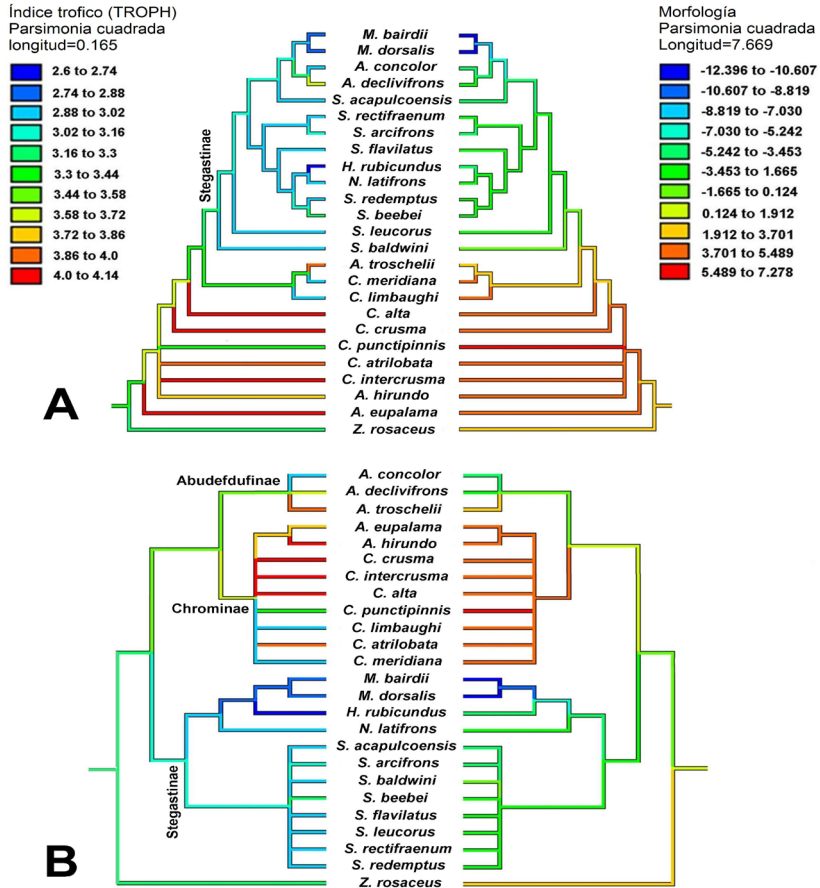 Índice trofico (TROPH)
Parsimonia cuadrada
longitud=0.165
2.6 to 2.74
2.74 to 2.88
2.88 to 3.02
3.02 to 3.16
3.16 to 3.3
3.3 to 3.44
3.44 to 3.58
3.58 to 3.72
3.72 to 3.86
3.86 to 4.0
4.0 to 4.14
Morfología
Parsimonia cuadrada
Longitud=7.669
-12.396 to -10.607
-10.607 to -8.819
-8.819 to -7.030
-7.030 to -5.242
-5.242 to -3.453
-3.453 to 1.665
-1.665 to 0.124
0.124 to 1.912
1.912 to 3.701
3.701 to 5.489
5.489 to 7.278
Stegastinae
M. bairdii
M. dorsalis
A. concolor
A. declivifrons
S. acapulcoensis
S. rectifraenum
S. arcifrons
S. flavilatus
H. rubicundus
N. latifrons
S. redemptus
S. beebei
S. leucorus
S. baldwini
A. troschelii
C. meridiana
C. limbaughi
C. alta
C. crusma
C. punctipinnis
C. atrilobata
C. intercrusma
A. hirundo
A. eupalama
Z. rosaceus
A
Abudefdufinae
Chrominae
Stegastinae
A. concolor
A. declivifrons
A. troschelii
A. eupalama
A. hirundo
C. crusma
C. intercrusma
C. alta
C. punctipinnis
C. limbaughi
C. atrilobata
C. meridiana
M. bairdii
M. dorsalis
H. rubicundus
N. latifrons
S. acapulcoensis
S. arcifrons
S. baldwini
S. beebei
S. flavilatus
S. leucorus
S. rectifraenum
S. redemptus
Z. rosaceus
B